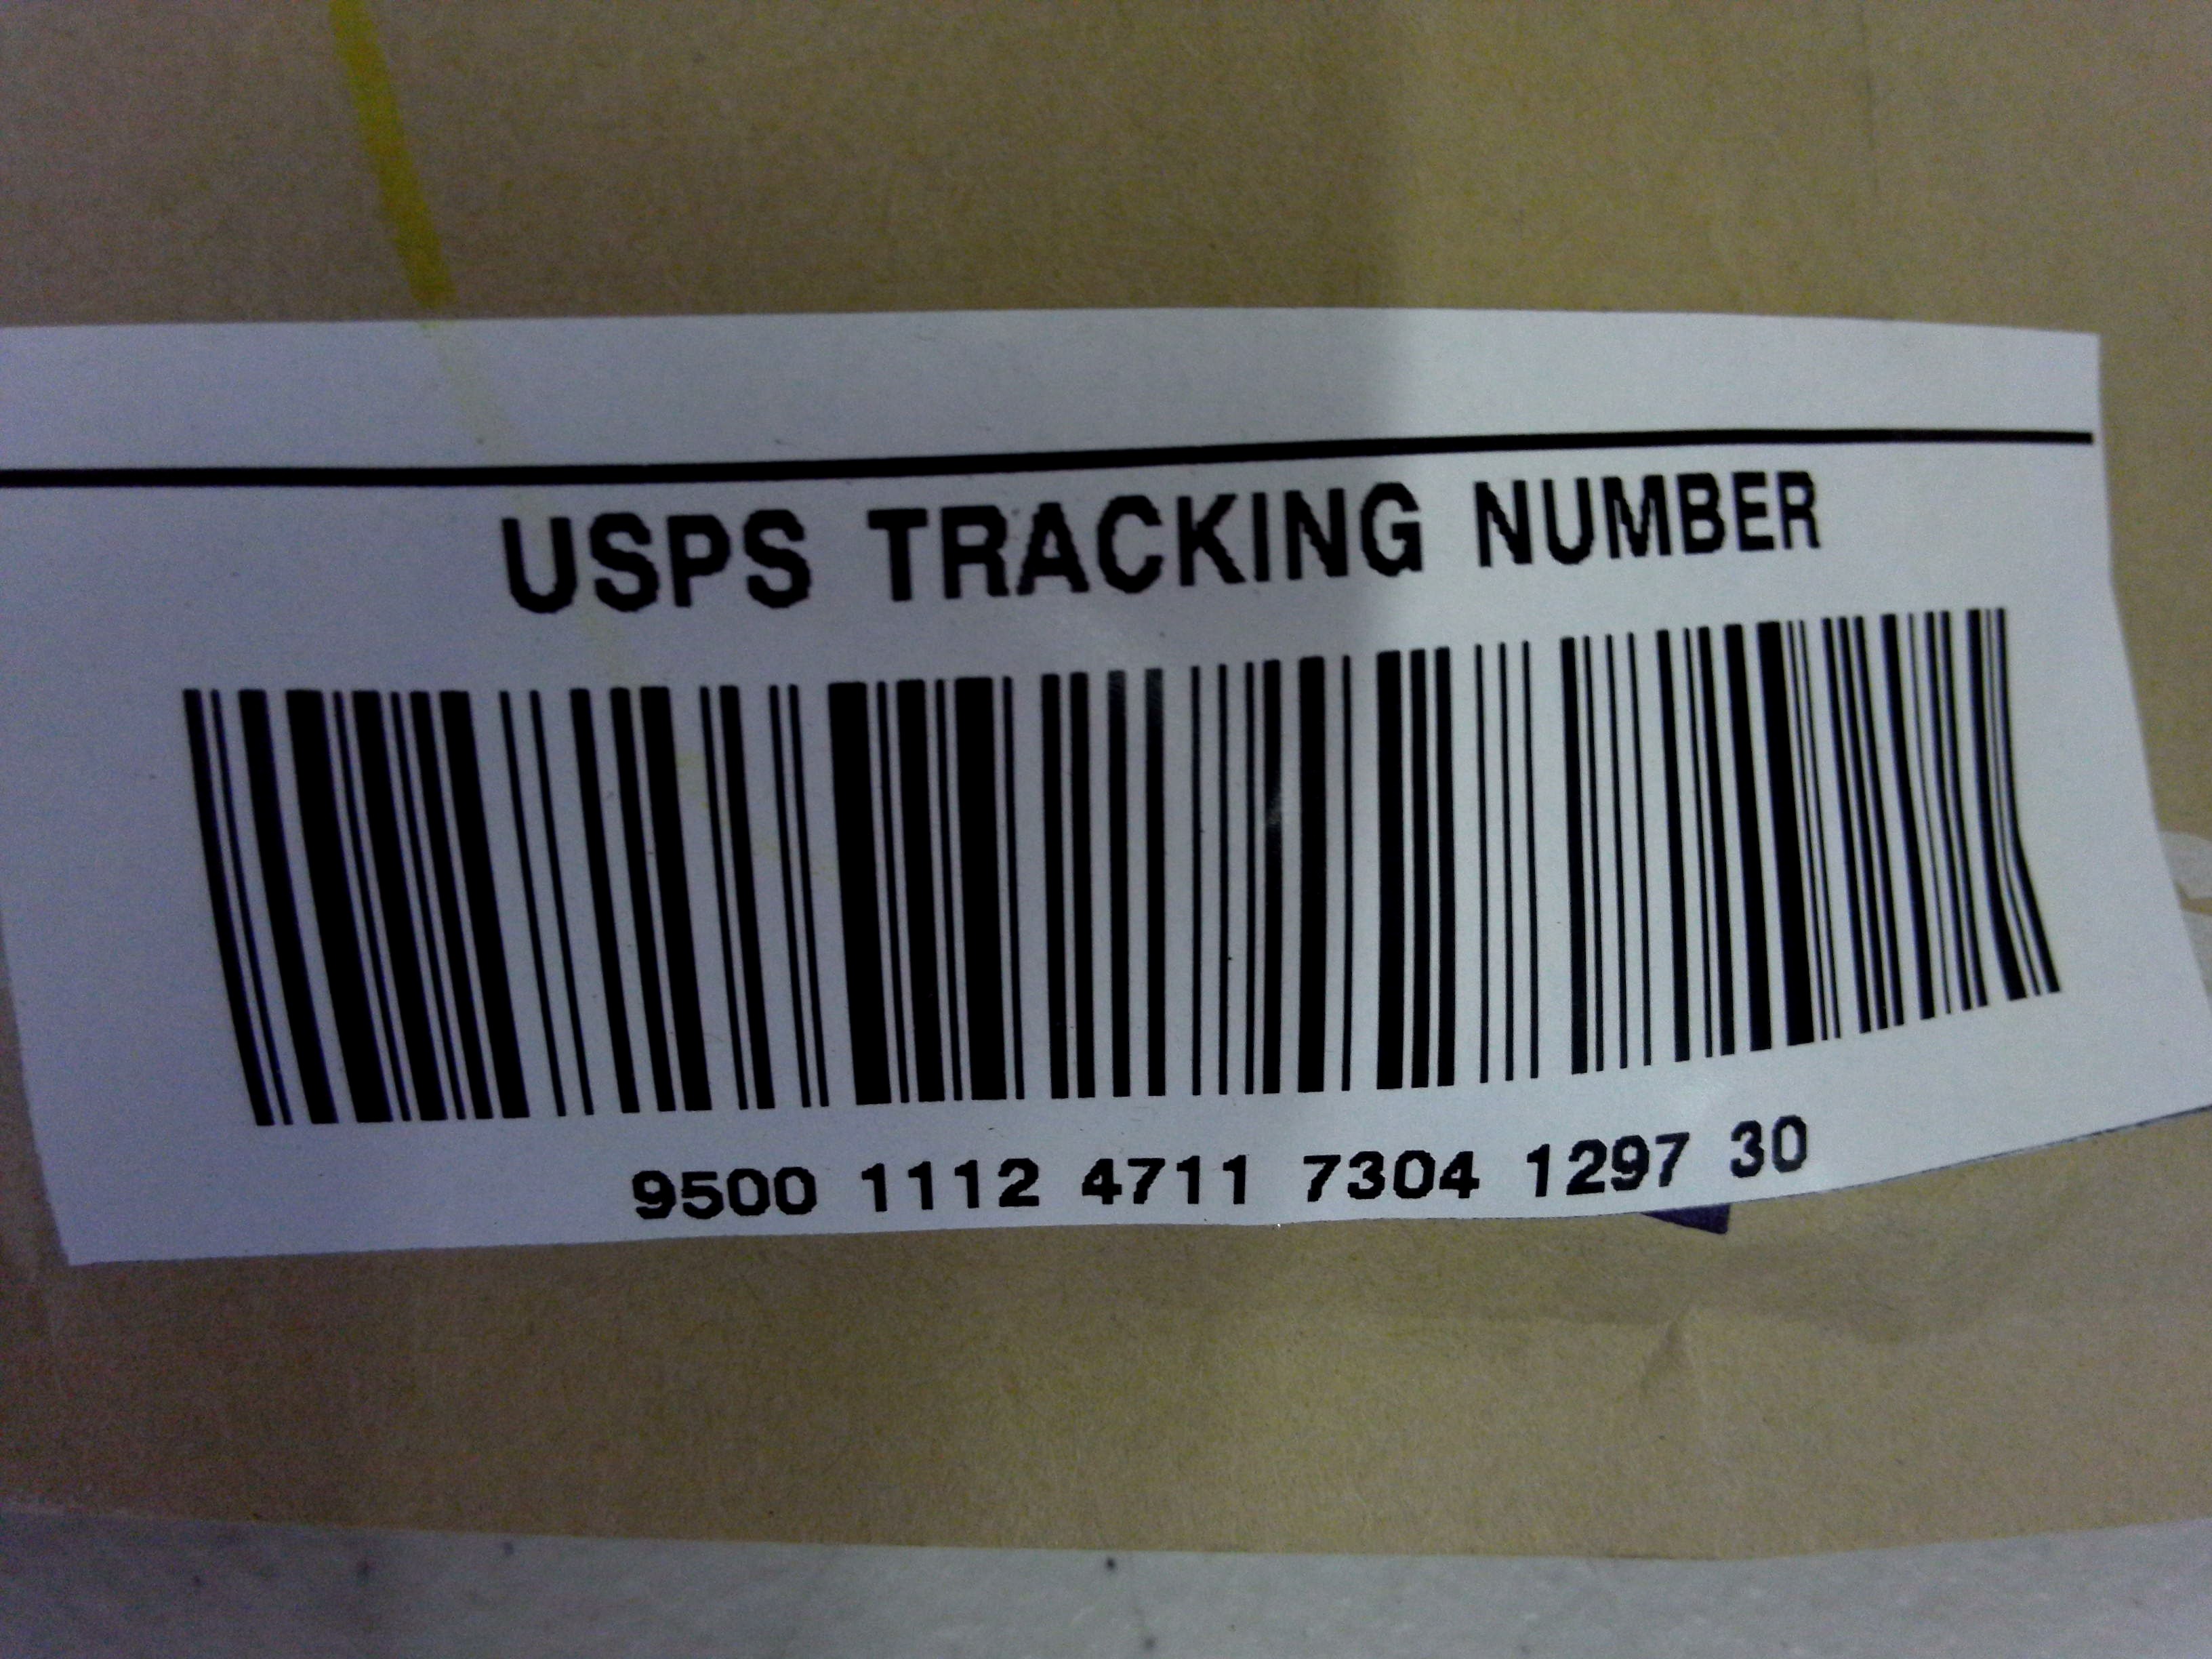 USPS TRACKING NUMBER
9500 1112 4711 7304 1297 30